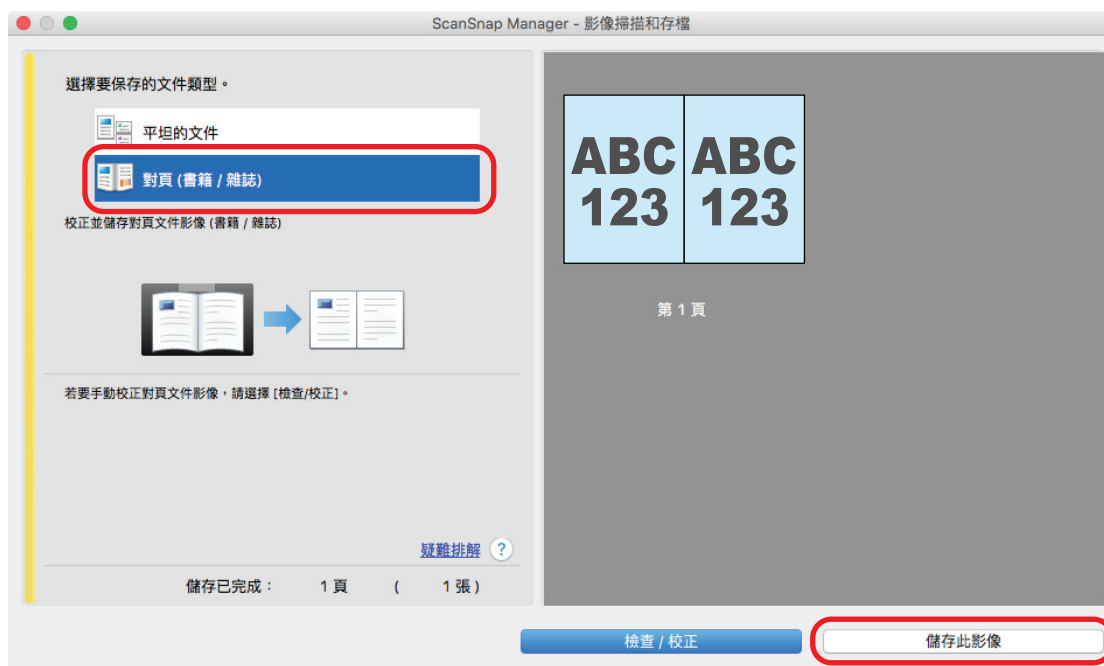 ScanSnap Manager - 影像掃描和存檔
選擇要保存的文件類型。
平坦的文件
對頁 (書籍 / 雜誌)
校正並儲存對頁文件影像 (書籍 / 雜誌)
若要手動校正對頁文件影像,請選擇 [檢查/校正]。
疑難排解 ?
儲存已完成: 1 頁 ( 1 張 )
ABC ABC
123 123
第 1 頁
檢查 / 校正
儲存此影像